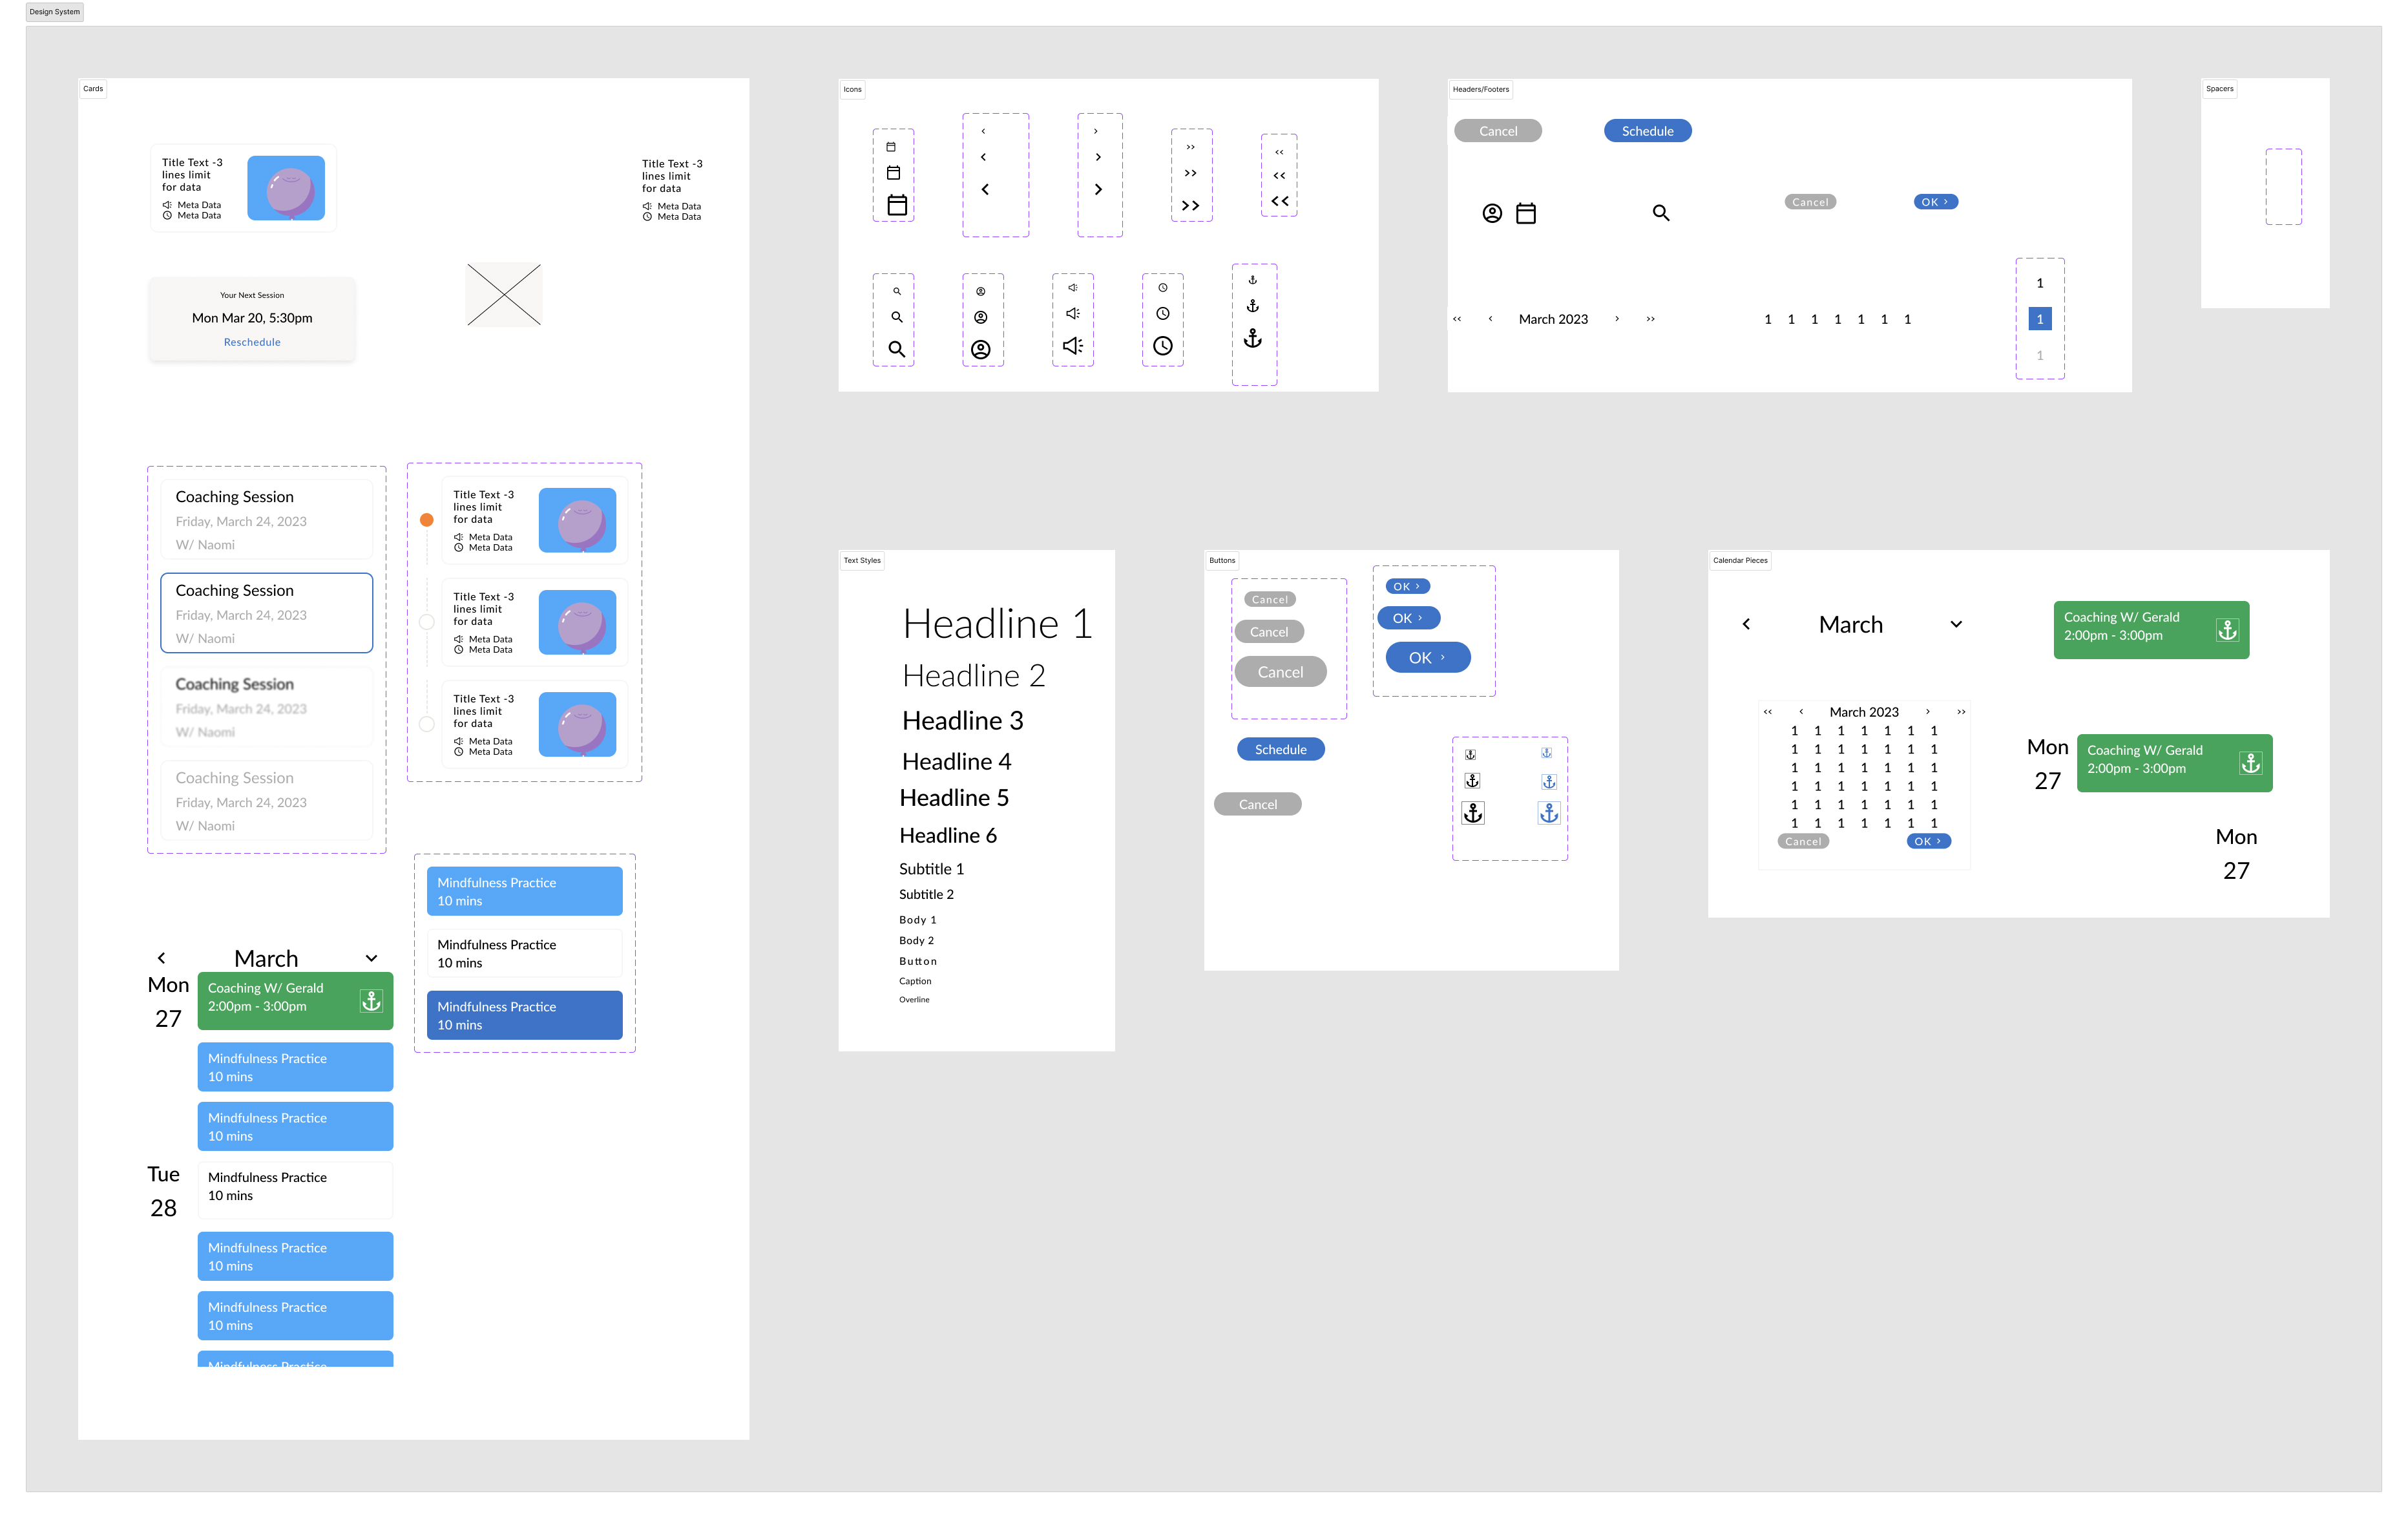 Design System
Cards
Title Text -3
lines limit
for data
Meta Data
Meta Data
Title Text -3
lines limit
for data
Meta Data
Meta Data
Your Next Session
Mon Mar 20, 5:30pm
Reschedule
Coaching Session
Friday, March 24, 2023
W/ Naomi
Coaching Session
Friday, March 24, 2023
W/ Naomi
Coaching Session
Friday, March 24, 2023
W/ Naomi
Coaching Session
Friday, March 24, 2023
W/ Naomi
Title Text -3
lines limit
for data
Meta Data
Meta Data
Title Text -3
lines limit
for data
Meta Data
Meta Data
Title Text -3
lines limit
for data
Meta Data
Meta Data
Mindfulness Practice
10 mins
Mindfulness Practice
10 mins
Mindfulness Practice
10 mins
March
Mon
27
Coaching W/ Gerald
2:00pm - 3:00pm
Mindfulness Practice
10 mins
Mindfulness Practice
10 mins
Tue
28
Mindfulness Practice
10 mins
Mindfulness Practice
10 mins
Mindfulness Practice
10 mins
Mindfulness Practice
Icons
Headers/Footers
Cancel
Schedule
Cancel
OK
March 2023
1 1 1 1 1 1 1
1
1
1
Spacers
Text Styles
Headline 1
Headline 2
Headline 3
Headline 4
Headline 5
Headline 6
Subtitle 1
Subtitle 2
Body 1
Body 2
Button
Caption
Overline
Buttons
Cancel
Cancel
Cancel
OK
OK
OK
Schedule
Cancel
Calendar Pieces
March
Coaching W/ Gerald
2:00pm - 3:00pm
March 2023
1 1 1 1 1 1 1
1 1 1 1 1 1 1
1 1 1 1 1 1 1
1 1 1 1 1 1 1
1 1 1 1 1 1 1
1 1 1 1 1 1 1
Cancel
OK
Mon
27
Coaching W/ Gerald
2:00pm - 3:00pm
Mon
27